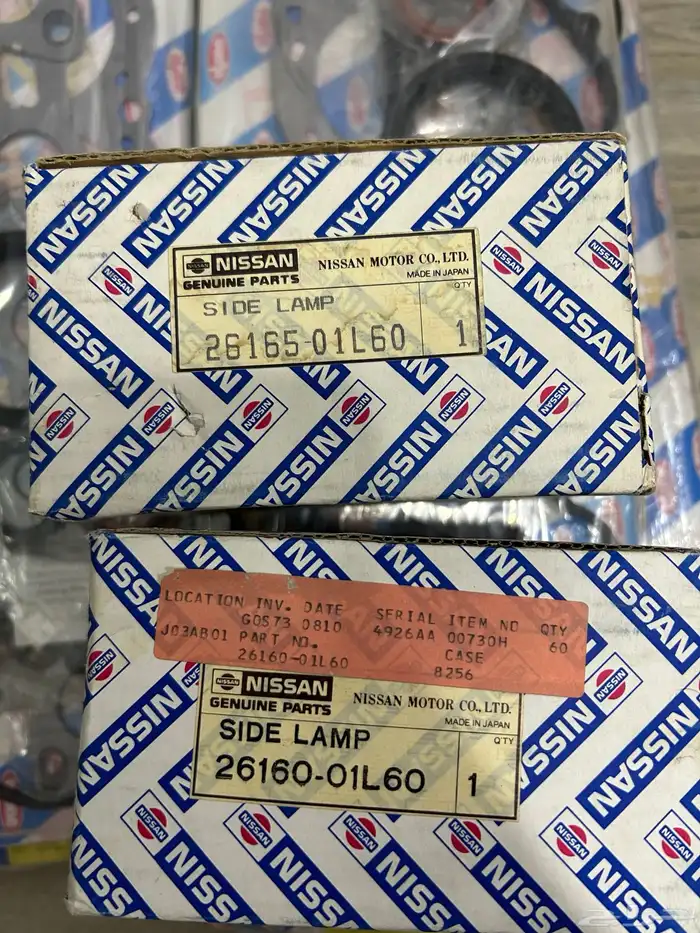 NISSAN NISSAN MOTOR CO., LTD.
GENUINE PARTS MADE IN JAPAN
SIDE LAMP QTY
26165-01L60 1
LOCATION INV. DATE SERIAL ITEM NO QTY
G0573 0810 4926AA 00730H 60
J03AB01 PART NO. CASE
26160-01L60 8256
NISSAN NISSAN MOTOR CO., LTD.
GENUINE PARTS MADE IN JAPAN
SIDE LAMP QTY
26160-01L60 1